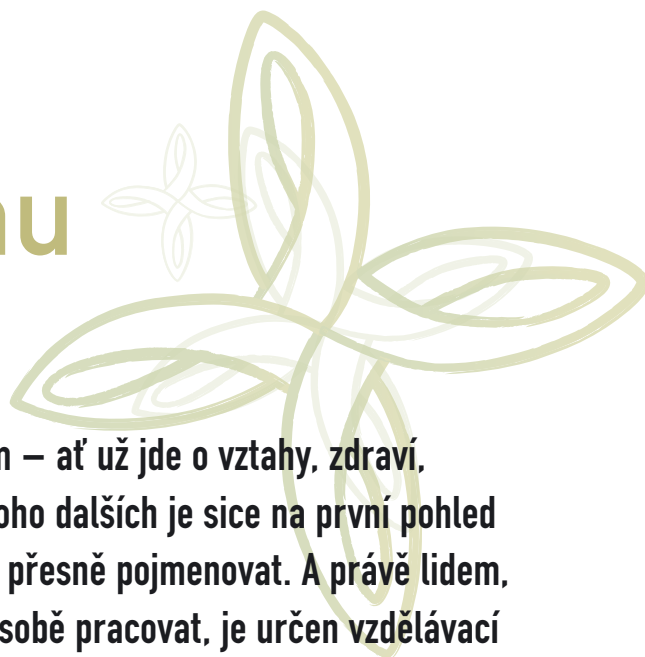 nu
m – ať už jde o vztahy, zdraví,
oho dalších je sice na první pohled
přesně pojmenovat. A právě lidem,
sobě pracovat, je určen vzdělávací